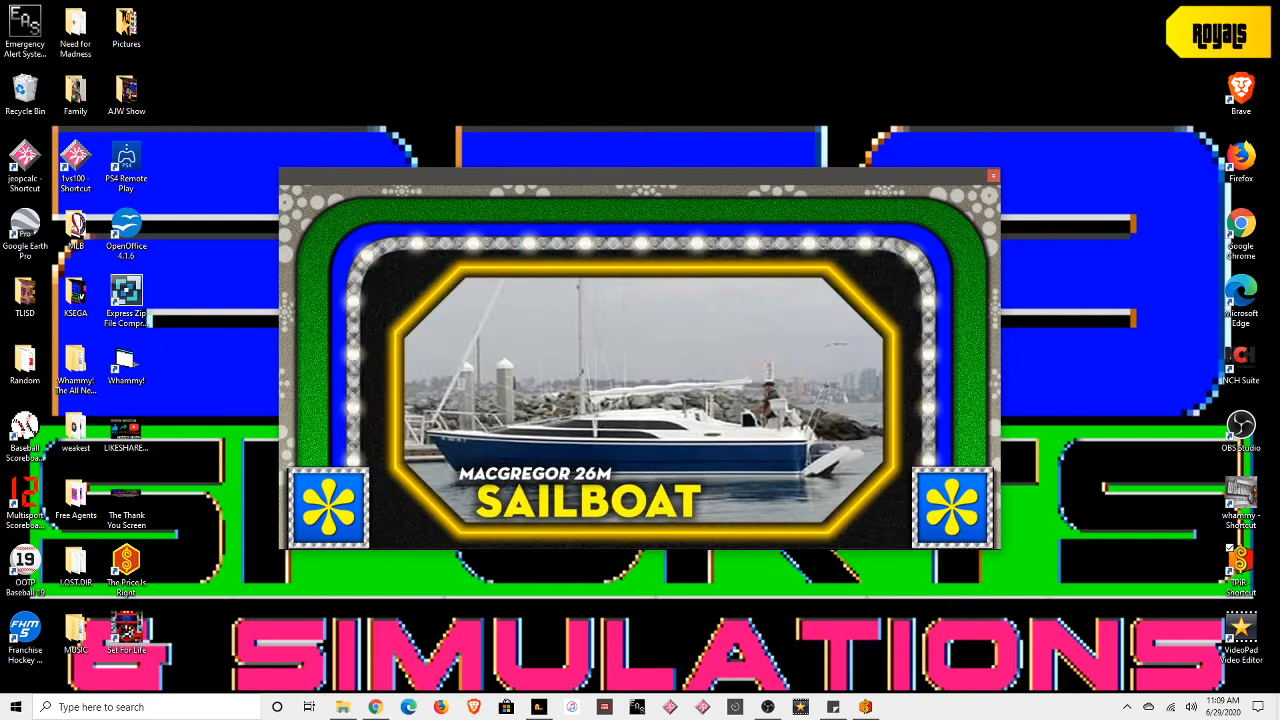 Emergency
Alert Syste...
Need for
Madness
Pictures
Royals
Recycle Bin
Family
AJW Show
Brave
jeopcalc -
Shortcut
1vs100 -
Shortcut
PS4 Remote
Play
Firefox
Google Earth
Pro
MLB
OpenOffice
4.1.6
Google
Chrome
TLISD
KSEGA
Express Zip
File Compr...
Microsoft
Edge
Random
Whammy!
The All Ne...
Whammy!
NCH Suite
Baseball
Scoreboa...
weakest
LIKESHARE...
OBS Studio
MACGREGOR 26M
SAILBOAT
Multisport
Scoreboa...
Free Agents
The Thank
You Screen
whammy -
Shortcut
OOTP
Baseball 19
LOST.DIR
The Price Is
Right
TPiR -
Shortcut
Franchise
Hockey ...
MUSIC
Set For Life
VideoPad
Video Editor
& SIMULATIONS
Type here to search
11:09 AM
6/29/2020